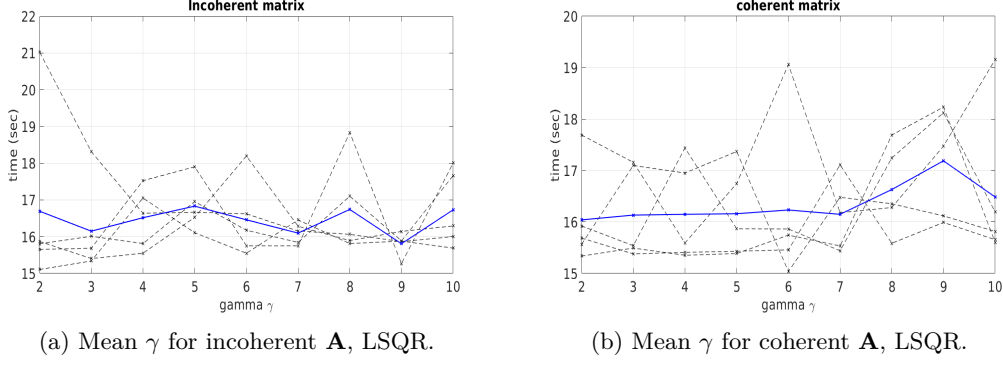 Incoherent matrix
22
21
20
19
18
17
16
15
time (sec)
2 3 4 5 6 7 8 9 10
gamma γ
(a) Mean γ for incoherent A, LSQR.
coherent matrix
20
19
18
17
16
15
time (sec)
2 3 4 5 6 7 8 9 10
gamma γ
(b) Mean γ for coherent A, LSQR.